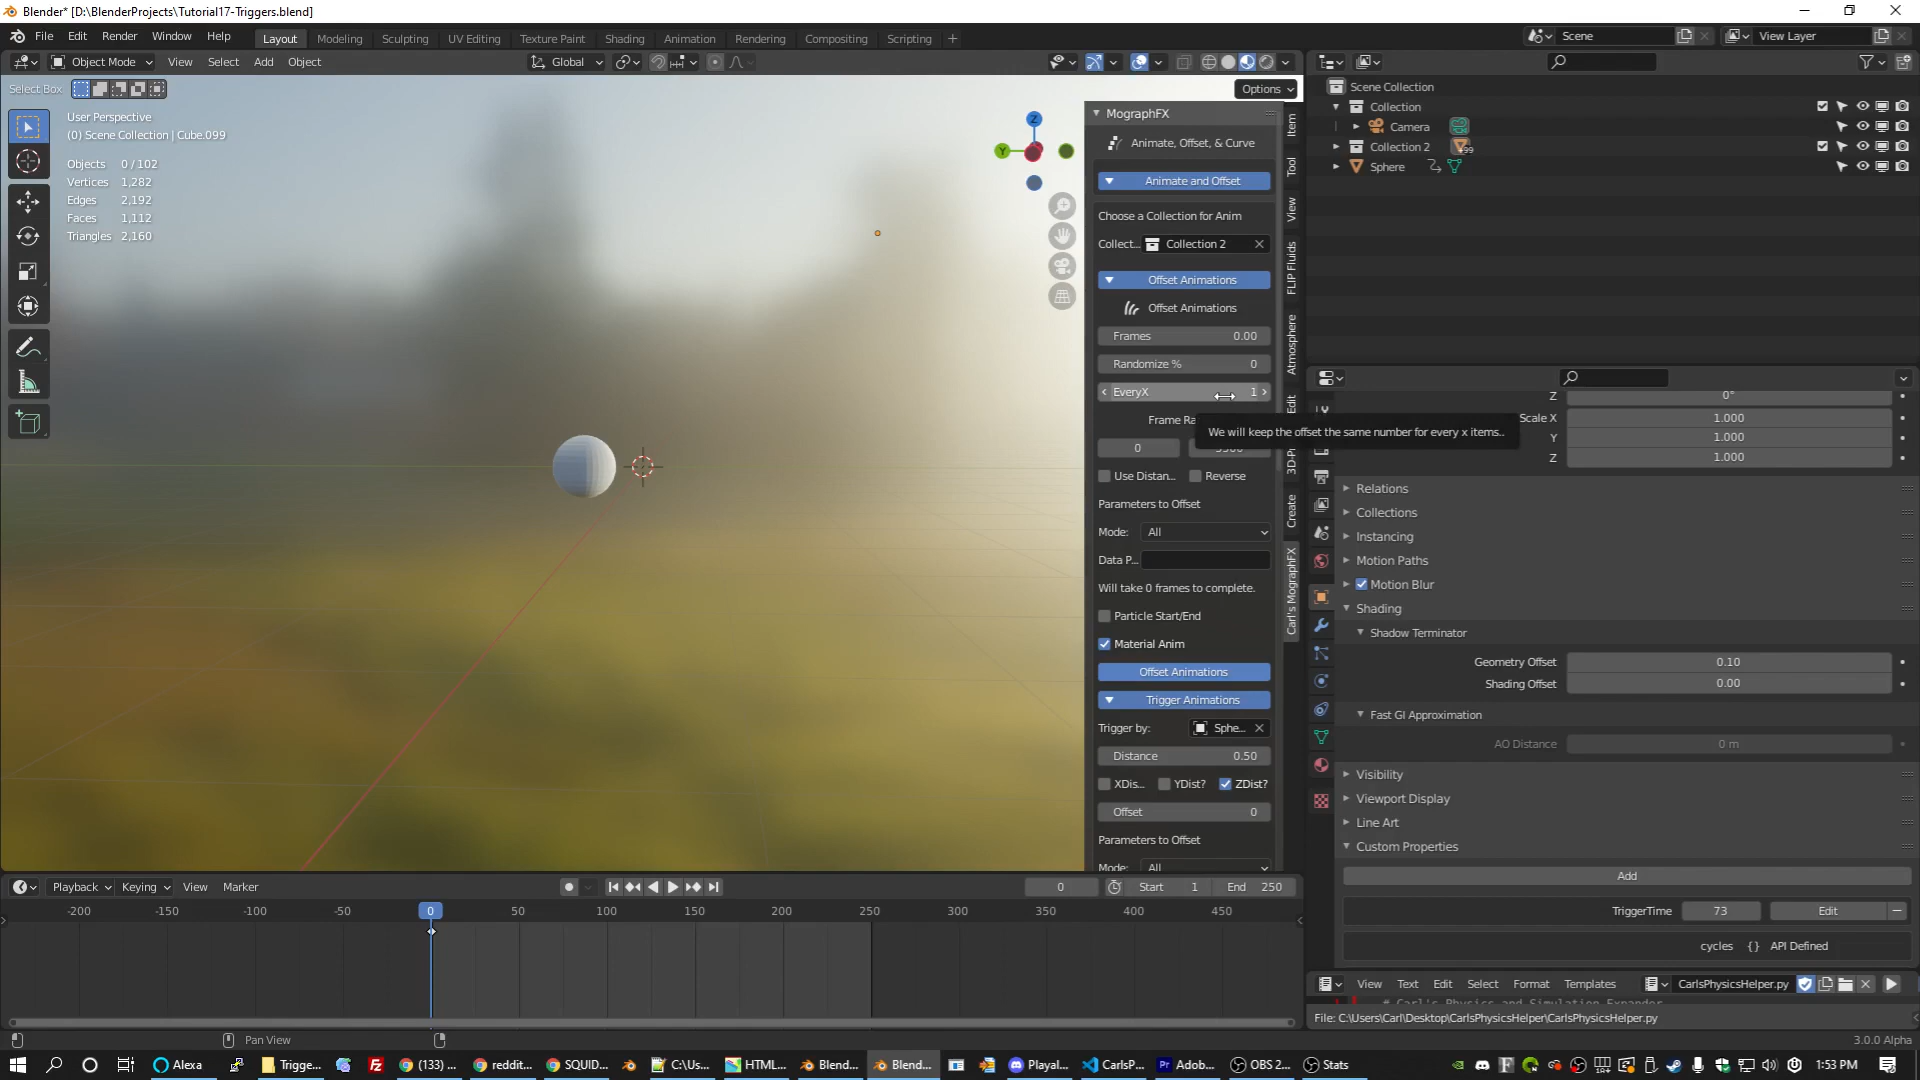 Blender* [D:\BlenderProjects\Tutorial17-Triggers.blend]
File Edit Render Window Help Layout Modeling Sculpting UV Editing Texture Paint Shading Animation Rendering Compositing Scripting + Scene View Layer
Object Mode View Select Add Object Global
Select Box Options
User Perspective
(0) Scene Collection | Cube.099
Objects 0 / 102
Vertices 1,282
Edges 2,192
Faces 1,112
Triangles 2,160
Z
Y
MographFX
Animate, Offset, & Curve
Animate and Offset
Choose a Collection for Anim
Collect... Collection 2
Offset Animations
Offset Animations
Frames 0.00
Randomize % 0
EveryX 1
Frame Ra
We will keep the offset the same number for every x items..
0
Use Distan... Reverse
Parameters to Offset
Mode: All
Data P...
Will take 0 frames to complete.
Particle Start/End
Material Anim
Offset Animations
Trigger Animations
Trigger by: Sphe...
Distance 0.50
XDis... YDist? ZDist?
Offset 0
Parameters to Offset
Mode: All
Item
Tool
View
FLIP Fluids
Atmosphere
Edit
3D-P
Create
Carl's MographFX
Scene Collection
Collection
Camera
Collection 2 99
Sphere
Z 0°
Scale X 1.000
Y 1.000
Z 1.000
Relations
Collections
Instancing
Motion Paths
Motion Blur
Shading
Shadow Terminator
Geometry Offset 0.10
Shading Offset 0.00
Fast GI Approximation
AO Distance 0 m
Visibility
Viewport Display
Line Art
Custom Properties
Add
TriggerTime 73 Edit
cycles {} API Defined
View Text Edit Select Format Templates CarlsPhysicsHelper.py
1 # Carl's Physics and Simulation Expander
File: C:\Users\Carl\Desktop\CarlsPhysicsHelper\CarlsPhysicsHelper.py
Playback Keying View Marker 0 Start 1 End 250
-200 -150 -100 -50 0 50 100 150 200 250 300 350 400 450
Pan View 3.0.0 Alpha
Alexa Trigge... (133) ... reddit... SQUID... C:\Us... HTML... Blend... Blend... Playal... CarlsP... Adob... OBS 2... Stats 1:53 PM